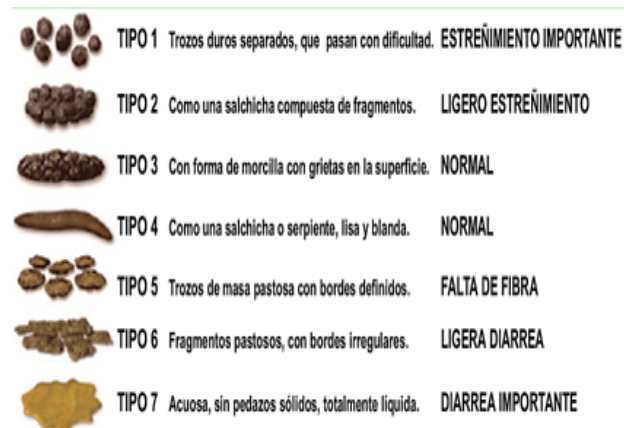 TIPO 1 Trozos duros separados, que pasan con dificultad. ESTREÑIMIENTO IMPORTANTE
TIPO 2 Como una salchicha compuesta de fragmentos. LIGERO ESTREÑIMIENTO
TIPO 3 Con forma de morcilla con grietas en la superficie. NORMAL
TIPO 4 Como una salchicha o serpiente, lisa y blanda. NORMAL
TIPO 5 Trozos de masa pastosa con bordes definidos. FALTA DE FIBRA
TIPO 6 Fragmentos pastosos, con bordes irregulares. LIGERA DIARREA
TIPO 7 Acuosa, sin pedazos sólidos, totalmente líquida. DIARREA IMPORTANTE